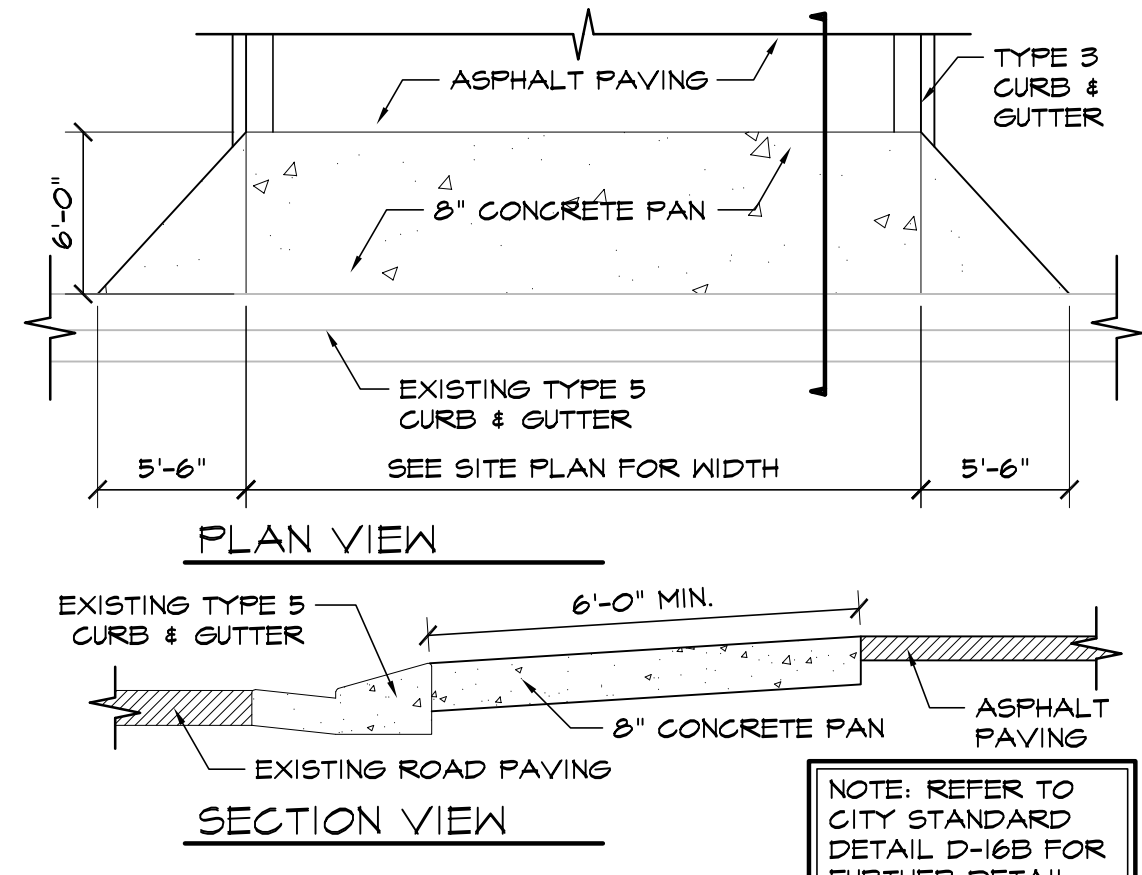 ASPHALT PAVING
TYPE 3
CURB &
GUTTER
6'-0"
8" CONCRETE PAN
EXISTING TYPE 5
CURB & GUTTER
5'-6"
SEE SITE PLAN FOR WIDTH
5'-6"
PLAN VIEW
EXISTING TYPE 5
CURB & GUTTER
6'-0" MIN.
8" CONCRETE PAN
ASPHALT
PAVING
EXISTING ROAD PAVING
SECTION VIEW
NOTE: REFER TO
CITY STANDARD
DETAIL D-16B FOR
FURTHER DETAIL